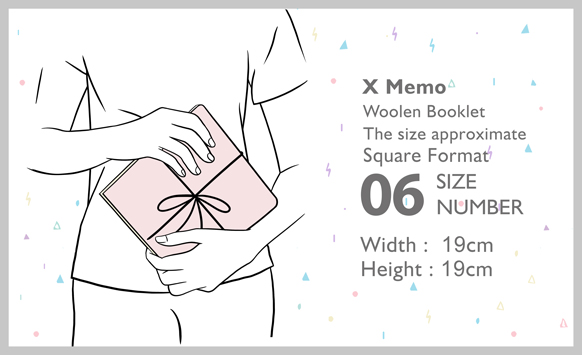 X Memo
Woolen Booklet
The size approximate
Square Format
06 SIZE
NUMBER
Width : 19cm
Height : 19cm